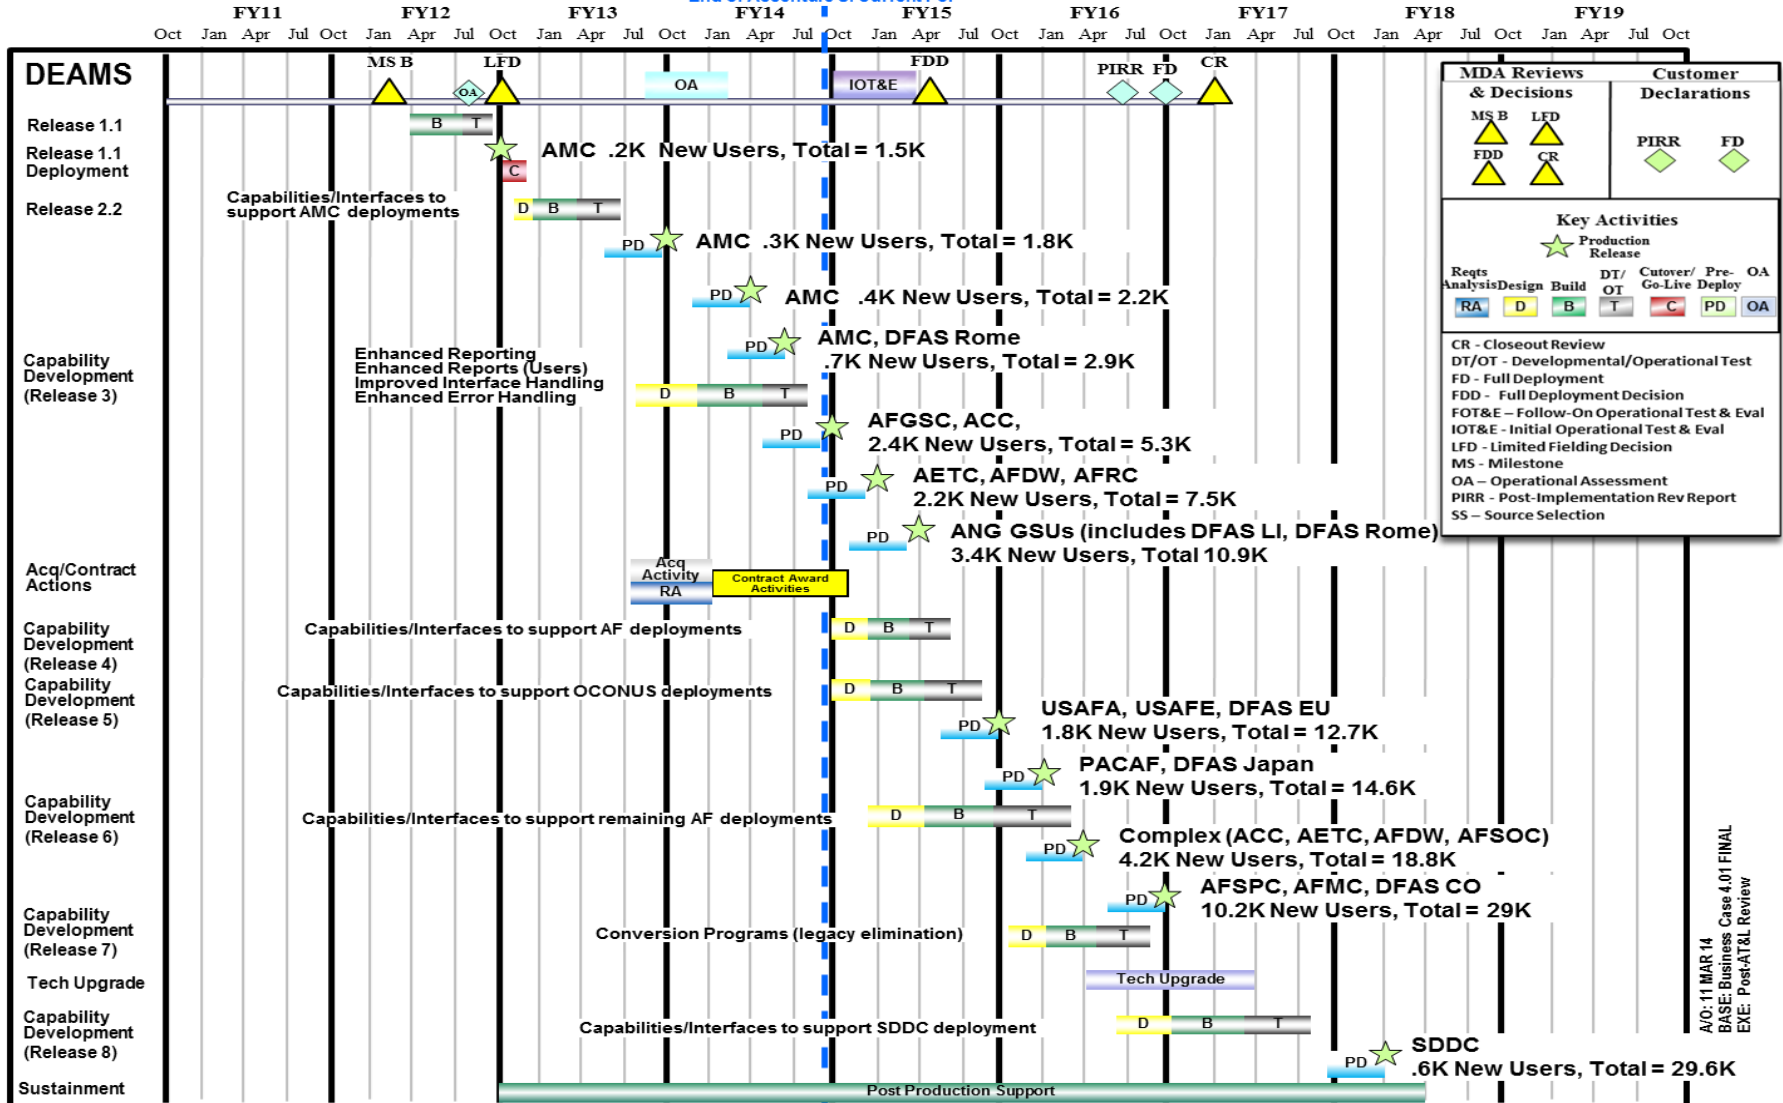 FY11 FY12 FY13 FY14 FY15 FY16 FY17 FY18 FY19
Oct Jan Apr Jul Oct Jan Apr Jul Oct Jan Apr Jul Oct Jan Apr Jul Oct Jan Apr Jul Oct Jan Apr Jul Oct Jan Apr Jul Oct Jan Apr Jul Oct Jan Apr Jul Oct
DEAMS
MS B
OA
LFD
OA
IOT&E
FDD
PIRR
FD
CR
Release 1.1
B T
Release 1.1
Deployment
C
AMC .2K New Users, Total = 1.5K
Release 2.2
Capabilities/Interfaces to
support AMC deployments
D B T
PD
AMC .3K New Users, Total = 1.8K
PD
AMC .4K New Users, Total = 2.2K
PD
AMC, DFAS Rome
.7K New Users, Total = 2.9K
Capability
Development
(Release 3)
Enhanced Reporting
Enhanced Reports (Users)
Improved Interface Handling
Enhanced Error Handling
D B T
PD
AFGSC, ACC,
2.4K New Users, Total = 5.3K
PD
AETC, AFDW, AFRC
2.2K New Users, Total = 7.5K
PD
ANG GSUs (includes DFAS LI, DFAS Rome)
3.4K New Users, Total 10.9K
Acq/Contract
Actions
Acq
Activity
RA
Contract Award
Activities
Capability
Development
(Release 4)
Capabilities/Interfaces to support AF deployments
D B T
Capability
Development
(Release 5)
Capabilities/Interfaces to support OCONUS deployments
D B T
PD
USAFA, USAFE, DFAS EU
1.8K New Users, Total = 12.7K
PD
PACAF, DFAS Japan
1.9K New Users, Total = 14.6K
Capability
Development
(Release 6)
Capabilities/Interfaces to support remaining AF deployments
D B T
PD
Complex (ACC, AETC, AFDW, AFSOC)
4.2K New Users, Total = 18.8K
PD
AFSPC, AFMC, DFAS CO
10.2K New Users, Total = 29K
Capability
Development
(Release 7)
Conversion Programs (legacy elimination)
D B T
Tech Upgrade
Tech Upgrade
Capability
Development
(Release 8)
Capabilities/Interfaces to support SDDC deployment
D B T
PD
SDDC
.6K New Users, Total = 29.6K
Sustainment
Post Production Support
MDA Reviews
& Decisions
MS B LFD
FDD CR
Customer
Declarations
PIRR FD
Key Activities
Production
Release
Reqts
Analysis
Design
Build
DT/
OT
Cutover/
Go-Live
Pre-
Deploy
OA
RA D B T C PD OA
CR - Closeout Review
DT/OT - Developmental/Operational Test
FD - Full Deployment
FDD - Full Deployment Decision
FOT&E – Follow-On Operational Test & Eval
IOT&E - Initial Operational Test & Eval
LFD - Limited Fielding Decision
MS - Milestone
OA – Operational Assessment
PIRR - Post-Implementation Rev Report
SS – Source Selection
A/O: 11 MAR 14
BASE: Business Case 4.01 FINAL
EXE: Post-AT&L Review